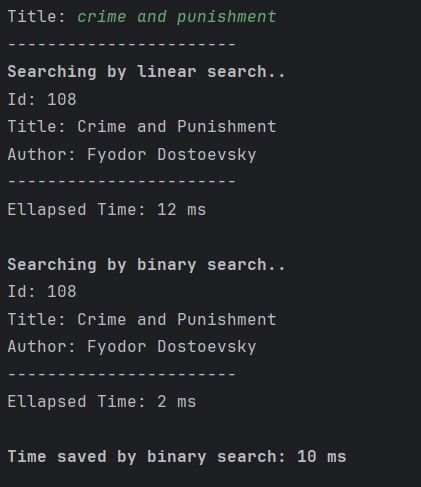 Title: crime and punishment
-----------------------
Searching by linear search..
Id: 108
Title: Crime and Punishment
Author: Fyodor Dostoevsky
-----------------------
Ellapsed Time: 12 ms

Searching by binary search..
Id: 108
Title: Crime and Punishment
Author: Fyodor Dostoevsky
-----------------------
Ellapsed Time: 2 ms

Time saved by binary search: 10 ms